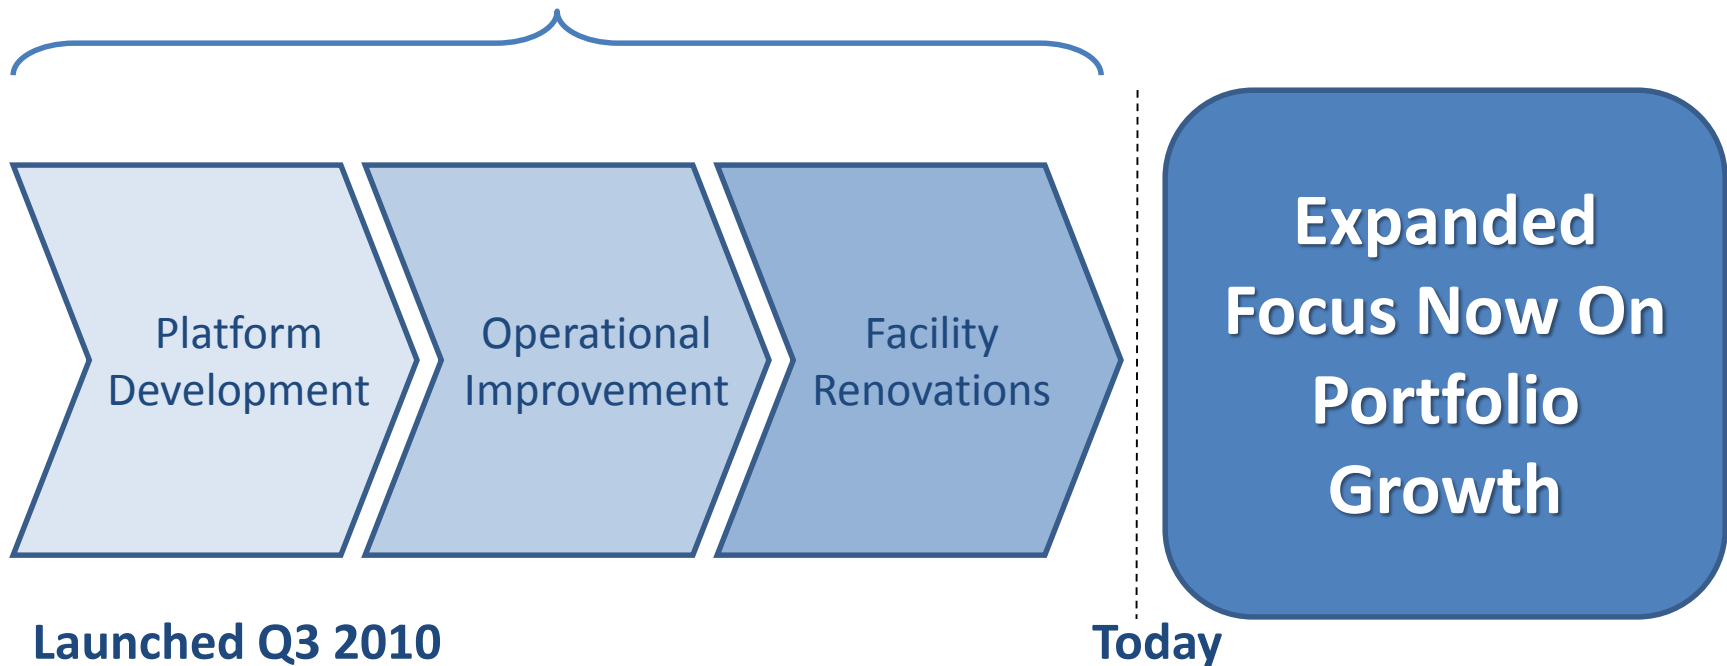 Platform
Development
Operational
Improvement
Facility
Renovations
Expanded
Focus Now On
Portfolio
Growth
Launched Q3 2010
Today